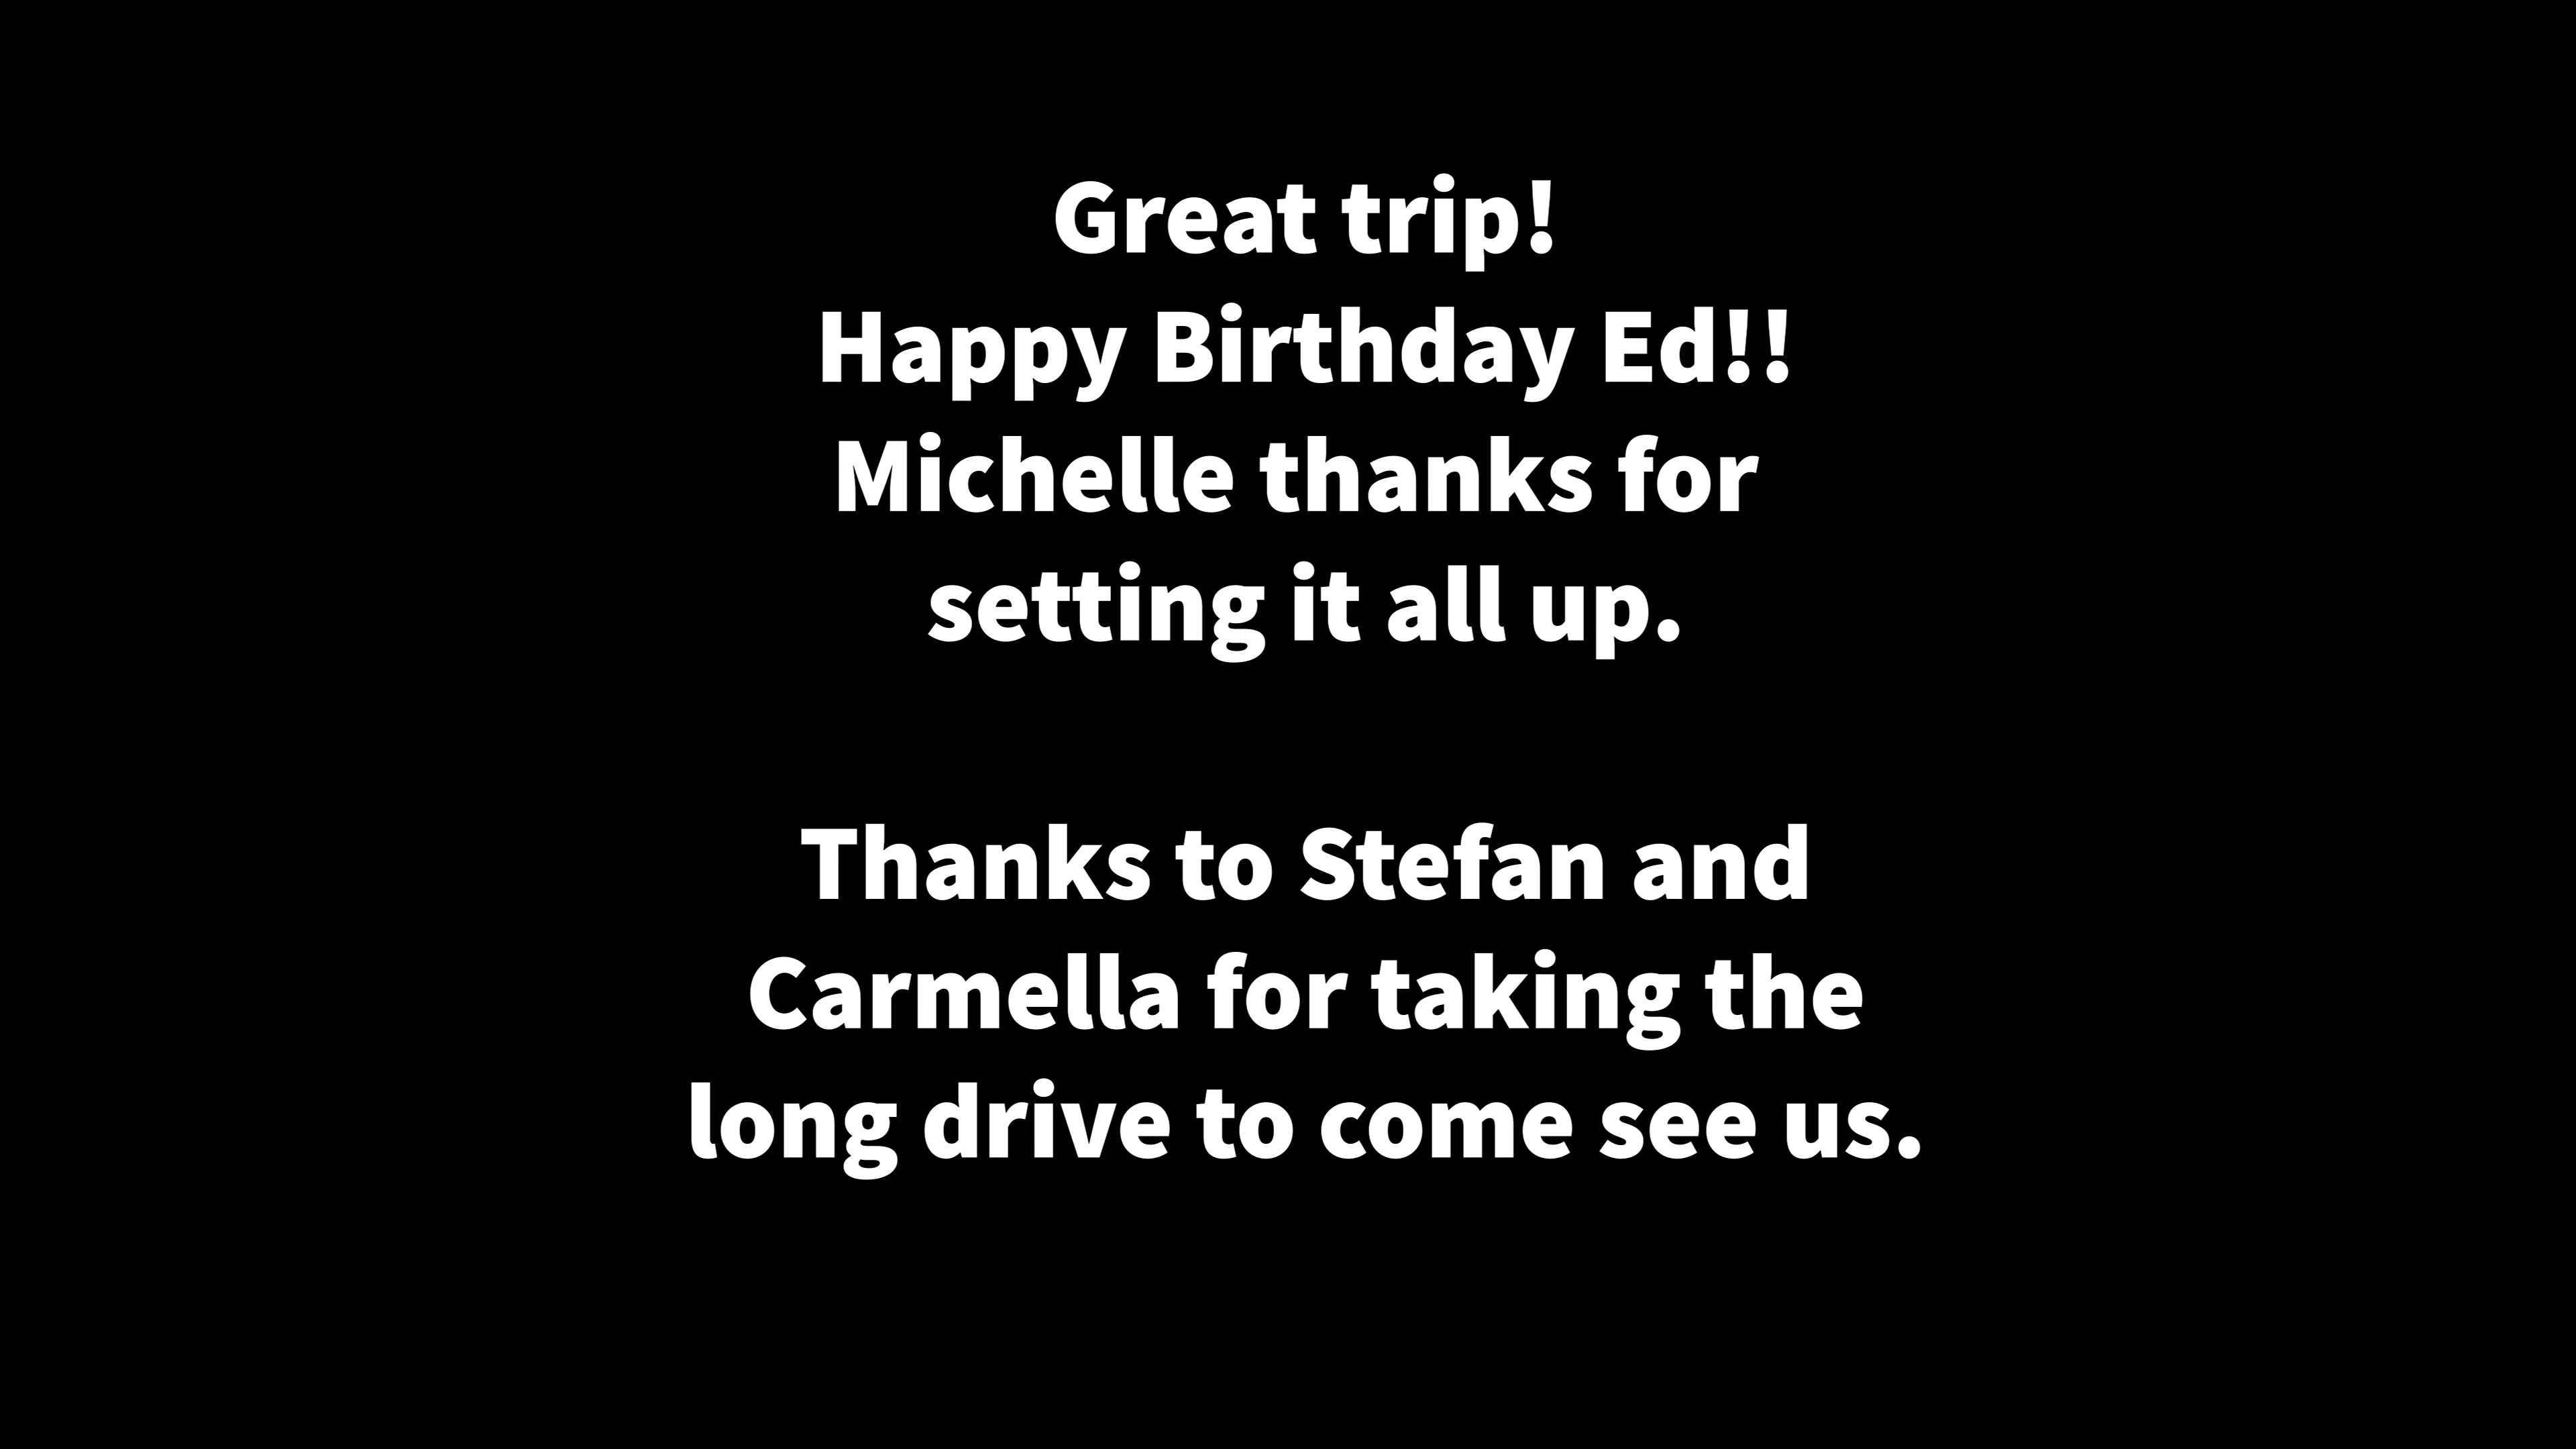 Great trip!
Happy Birthday Ed!!
Michelle thanks for
setting it all up.
Thanks to Stefan and
Carmella for taking the
long drive to come see us.